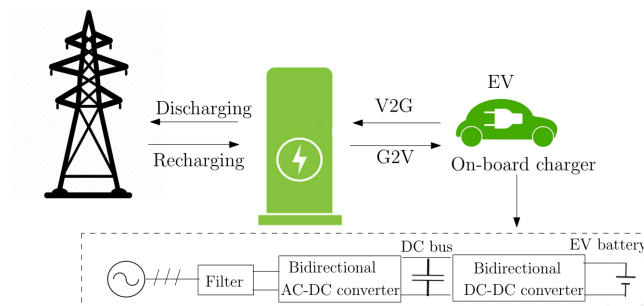 EV
Discharging
V2G
Recharging
G2V
On-board charger
DC bus
EV battery
Filter
Bidirectional
AC-DC converter
Bidirectional
DC-DC converter